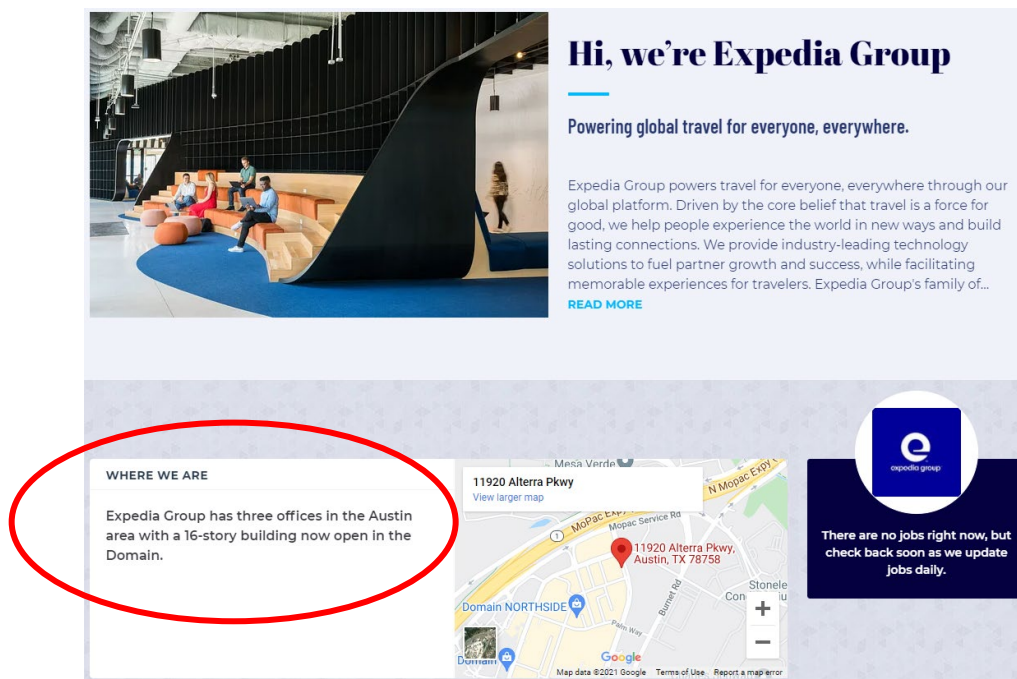 Hi, we’re Expedia Group
Powering global travel for everyone, everywhere.
Expedia Group powers travel for everyone, everywhere through our
global platform. Driven by the core belief that travel is a force for
good, we help people experience the world in new ways and build
lasting connections. We provide industry-leading technology
solutions to fuel partner growth and success, while facilitating
memorable experiences for travelers. Expedia Group's family of...
READ MORE
WHERE WE ARE
Expedia Group has three offices in the Austin
area with a 16-story building now open in the
Domain.
Mesa Verde
11920 Alterra Pkwy
View larger map
N Mopac Expy
MoPac Expy
Mopac Service Rd
1
11920 Alterra Pkwy,
Austin, TX 78758
Stonele
Domain NORTHSIDE
Burnet Rd
Palm Way
+
−
Domain
Google
Map data ©2021 Google
Terms of Use
Report a map error
e
expedia group
There are no jobs right now, but
check back soon as we update
jobs daily.